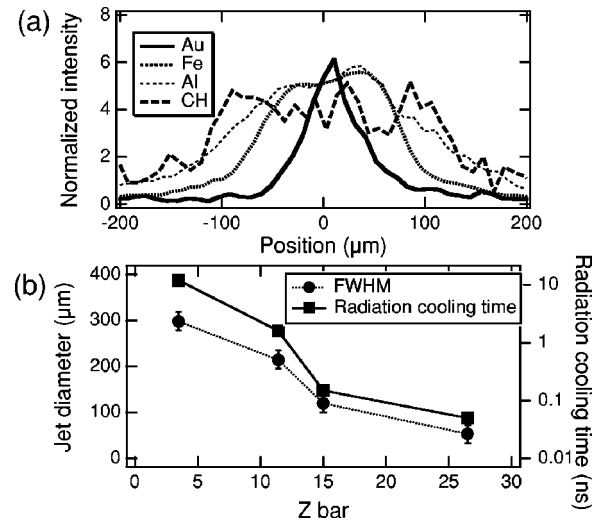 (a)
Normalized intensity
8
6
4
2
0
Au
Fe
Al
CH
-200
-100
0
100
200
Position (µm)
(b)
Jet diameter (µm)
400
300
200
100
0
FWHM
Radiation cooling time
10
1
0.1
0.01
Radiation cooling time (ns)
0
5
10
15
20
25
30
Z bar